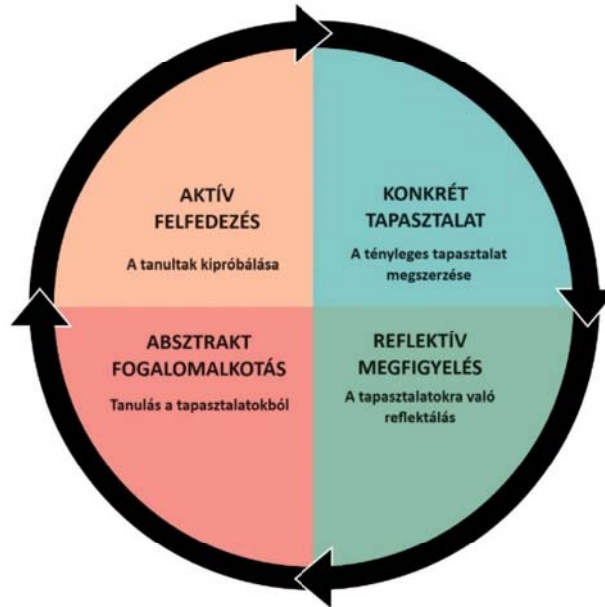 AKTÍV
FELFEDEZÉS
A tanultak kipróbálása
KONKRÉT
TAPASZTALAT
A tényleges tapasztalat
megszerzése
ABSZTRAKT
FOGALOMALKOTÁS
Tanulás a tapasztalatokból
REFLEKTÍV
MEGFIGYELÉS
A tapasztalatokra való
reflektálás